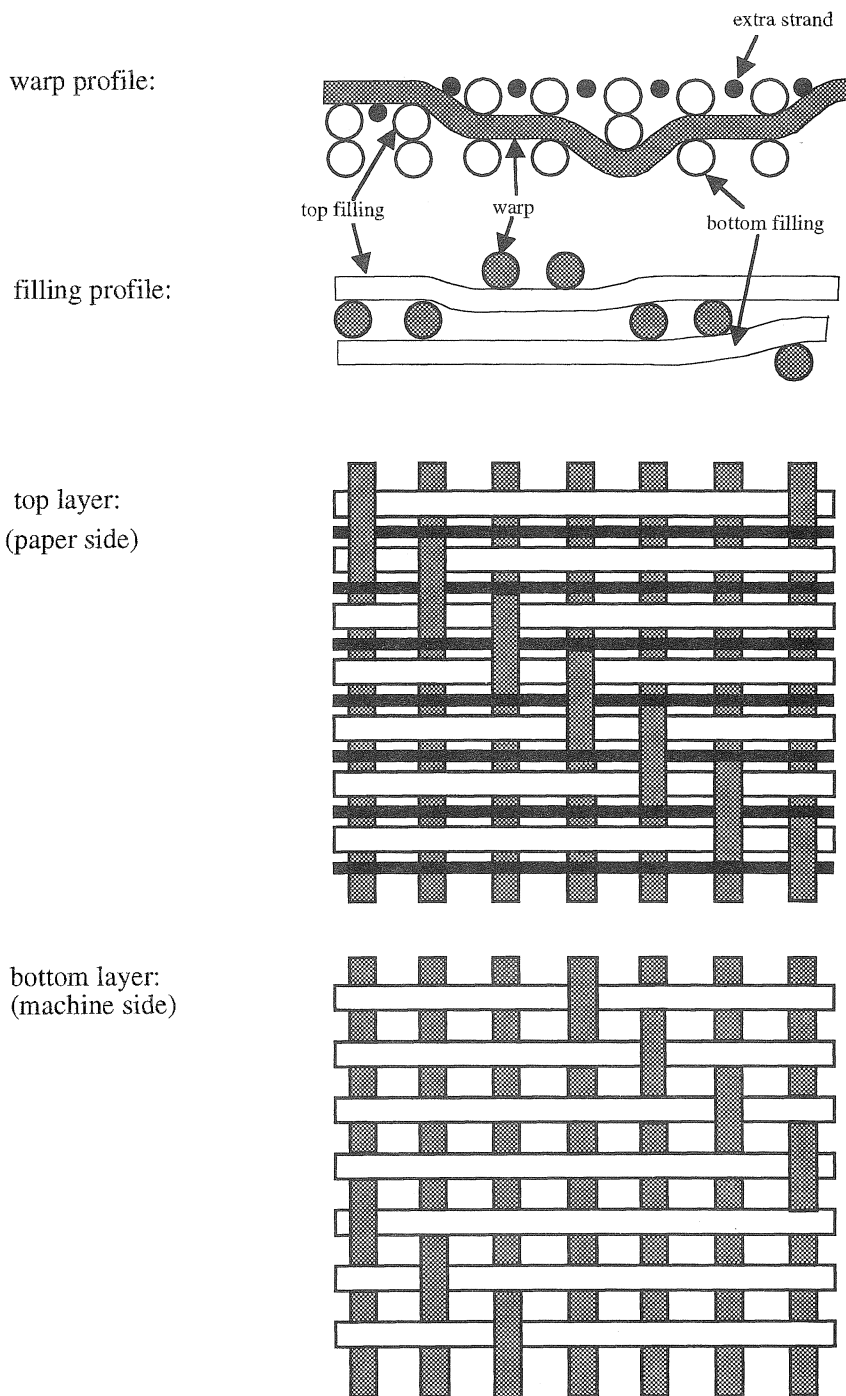 extra strand
warp profile:
top filling
warp
bottom filling
filling profile:
top layer:
(paper side)
bottom layer:
(machine side)